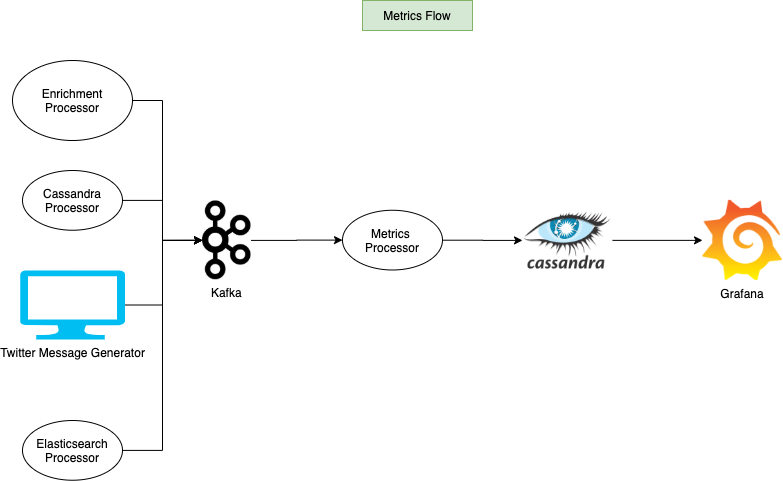 Metrics Flow
Enrichment
Processor
Cassandra
Processor
Twitter Message Generator
Elasticsearch
Processor
Kafka
Metrics
Processor
cassandra
Grafana